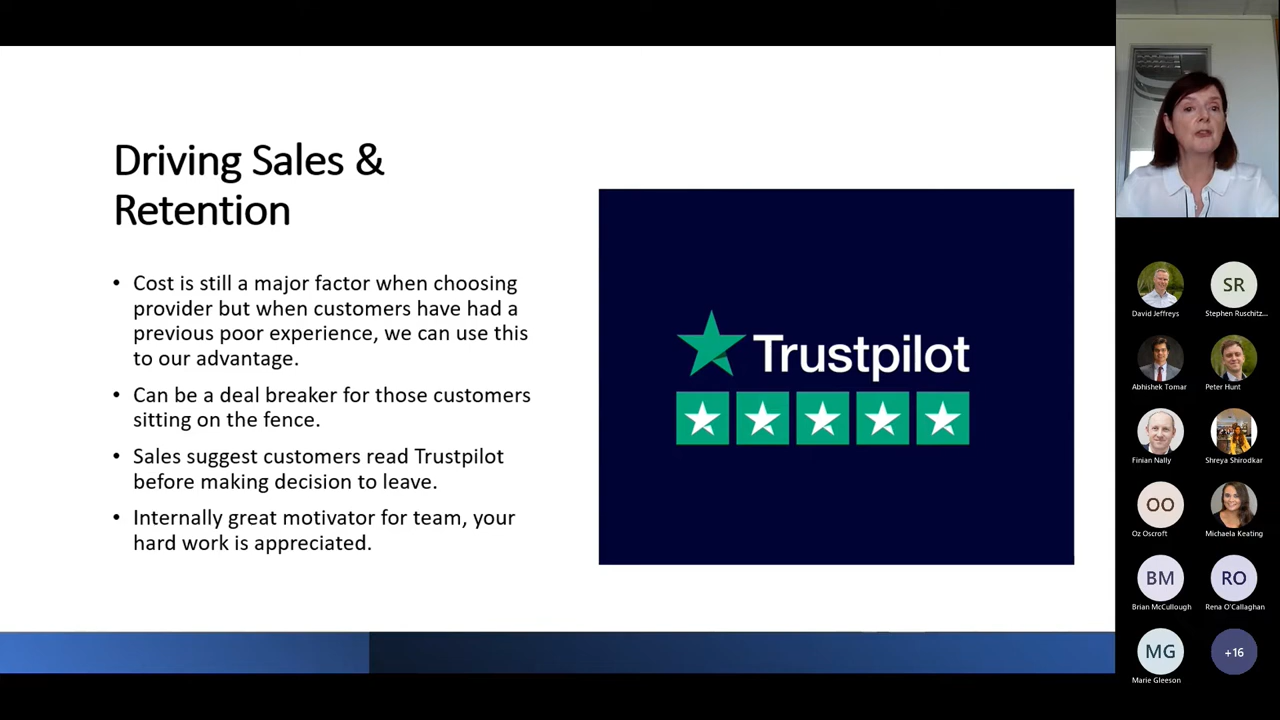 Driving Sales &
Retention
• Cost is still a major factor when choosing
provider but when customers have had a
previous poor experience, we can use this
to our advantage.
• Can be a deal breaker for those customers
sitting on the fence.
• Sales suggest customers read Trustpilot
before making decision to leave.
• Internally great motivator for team, your
hard work is appreciated.
Trustpilot
David Jeffreys
SR
Stephen Ruschitz...
Abhishek Tomar
Peter Hunt
Finian Nally
Shreya Shirodkar
OO
Oz Oscroft
Michaela Keating
BM
Brian McCullough
RO
Rena O'Callaghan
MG
Marie Gleeson
+16